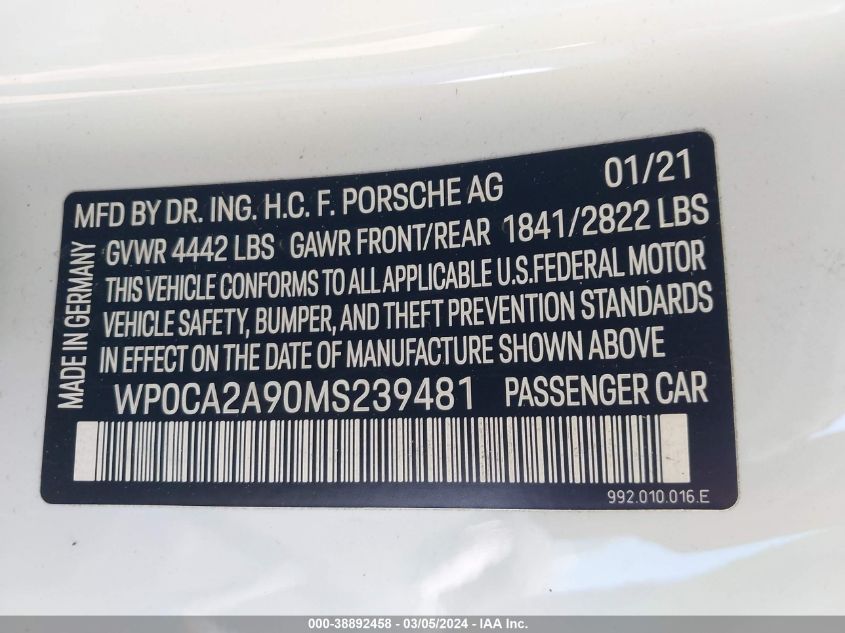 MFD BY DR. ING. H.C. F. PORSCHE AG 01/21
GVWR 4442 LBS GAWR FRONT/REAR 1841/2822 LBS
THIS VEHICLE CONFORMS TO ALL APPLICABLE U.S.FEDERAL MOTOR
VEHICLE SAFETY, BUMPER, AND THEFT PREVENTION STANDARDS
IN EFFECT ON THE DATE OF MANUFACTURE SHOWN ABOVE
MADE IN GERMANY
WP0CA2A90MS239481 PASSENGER CAR
992.010.016.E
000-38892458 - 03/05/2024 - IAA Inc.